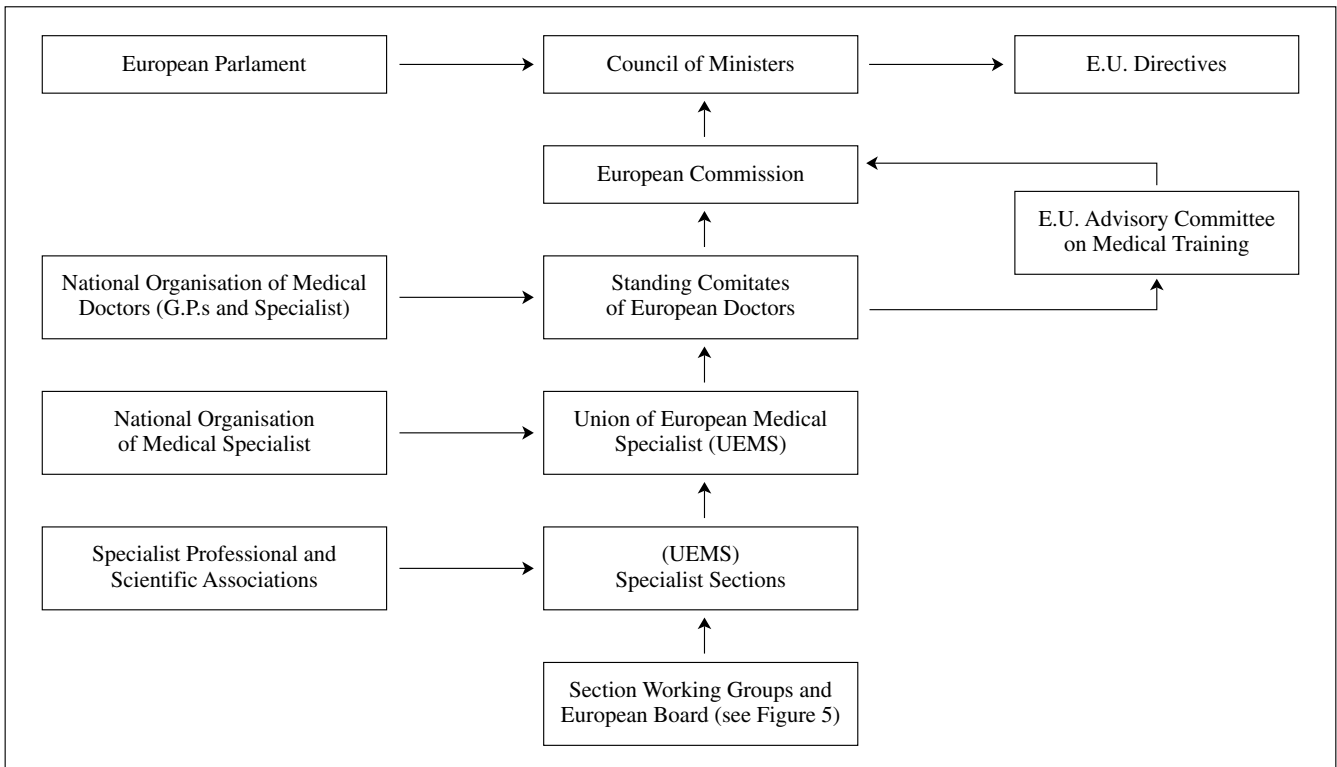 European Parlament
Council of Ministers
E.U. Directives
European Commission
E.U. Advisory Committee
on Medical Training
National Organisation of Medical
Doctors (G.P.s and Specialist)
Standing Comitates
of European Doctors
National Organisation
of Medical Specialist
Union of European Medical
Specialist (UEMS)
Specialist Professional and
Scientific Associations
(UEMS)
Specialist Sections
Section Working Groups and
European Board (see Figure 5)